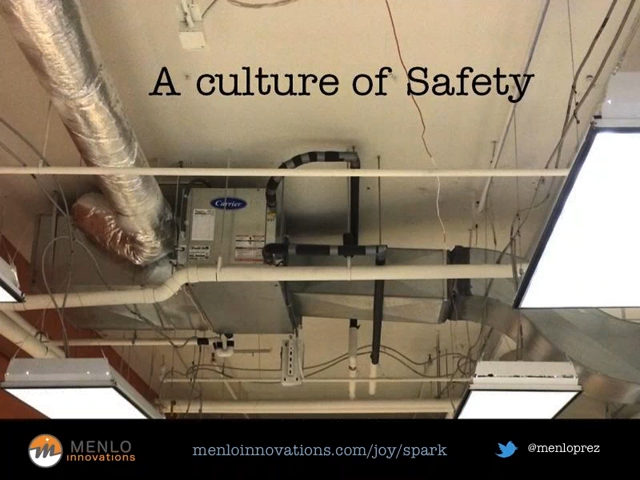 A culture of Safety
Carrier
MENLO
innovations
menloinnovations.com/joy/spark
@menloprez